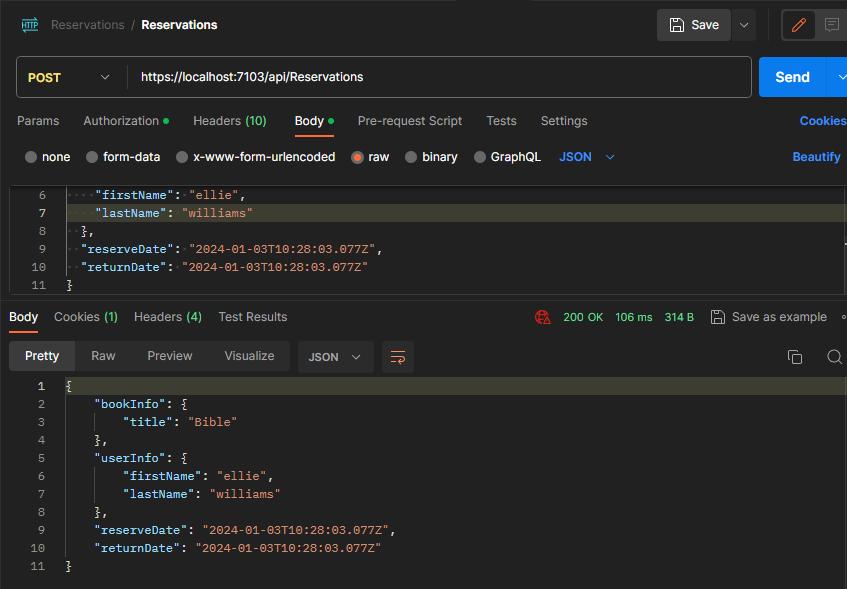 HTTP Reservations / Reservations Save
POST https://localhost:7103/api/Reservations Send
Params Authorization Headers (10) Body Pre-request Script Tests Settings Cookies
none form-data x-www-form-urlencoded raw binary GraphQL JSON Beautify
6 "firstName": "ellie",
7 "lastName": "williams"
8 },
9 "reserveDate": "2024-01-03T10:28:03.077Z",
10 "returnDate": "2024-01-03T10:28:03.077Z"
11 }
Body Cookies (1) Headers (4) Test Results 200 OK 106 ms 314 B Save as example
Pretty Raw Preview Visualize JSON
1 {
2 "bookInfo": {
3 "title": "Bible"
4 },
5 "userInfo": {
6 "firstName": "ellie",
7 "lastName": "williams"
8 },
9 "reserveDate": "2024-01-03T10:28:03.077Z",
10 "returnDate": "2024-01-03T10:28:03.077Z"
11 }